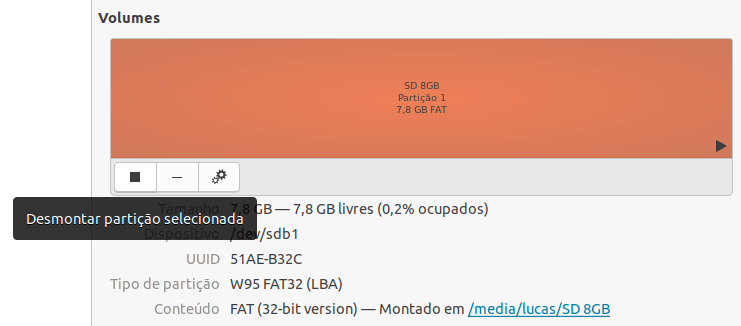 Volumes
SD 8GB
Partição 1
7,8 GB FAT
Tamanho 7,8 GB — 7,8 GB livres (0,2% ocupados)
Desmontar partição selecionada
Dispositivo /dev/sdb1
UUID 51AE-B32C
Tipo de partição W95 FAT32 (LBA)
Conteúdo FAT (32-bit version) — Montado em /media/lucas/SD 8GB